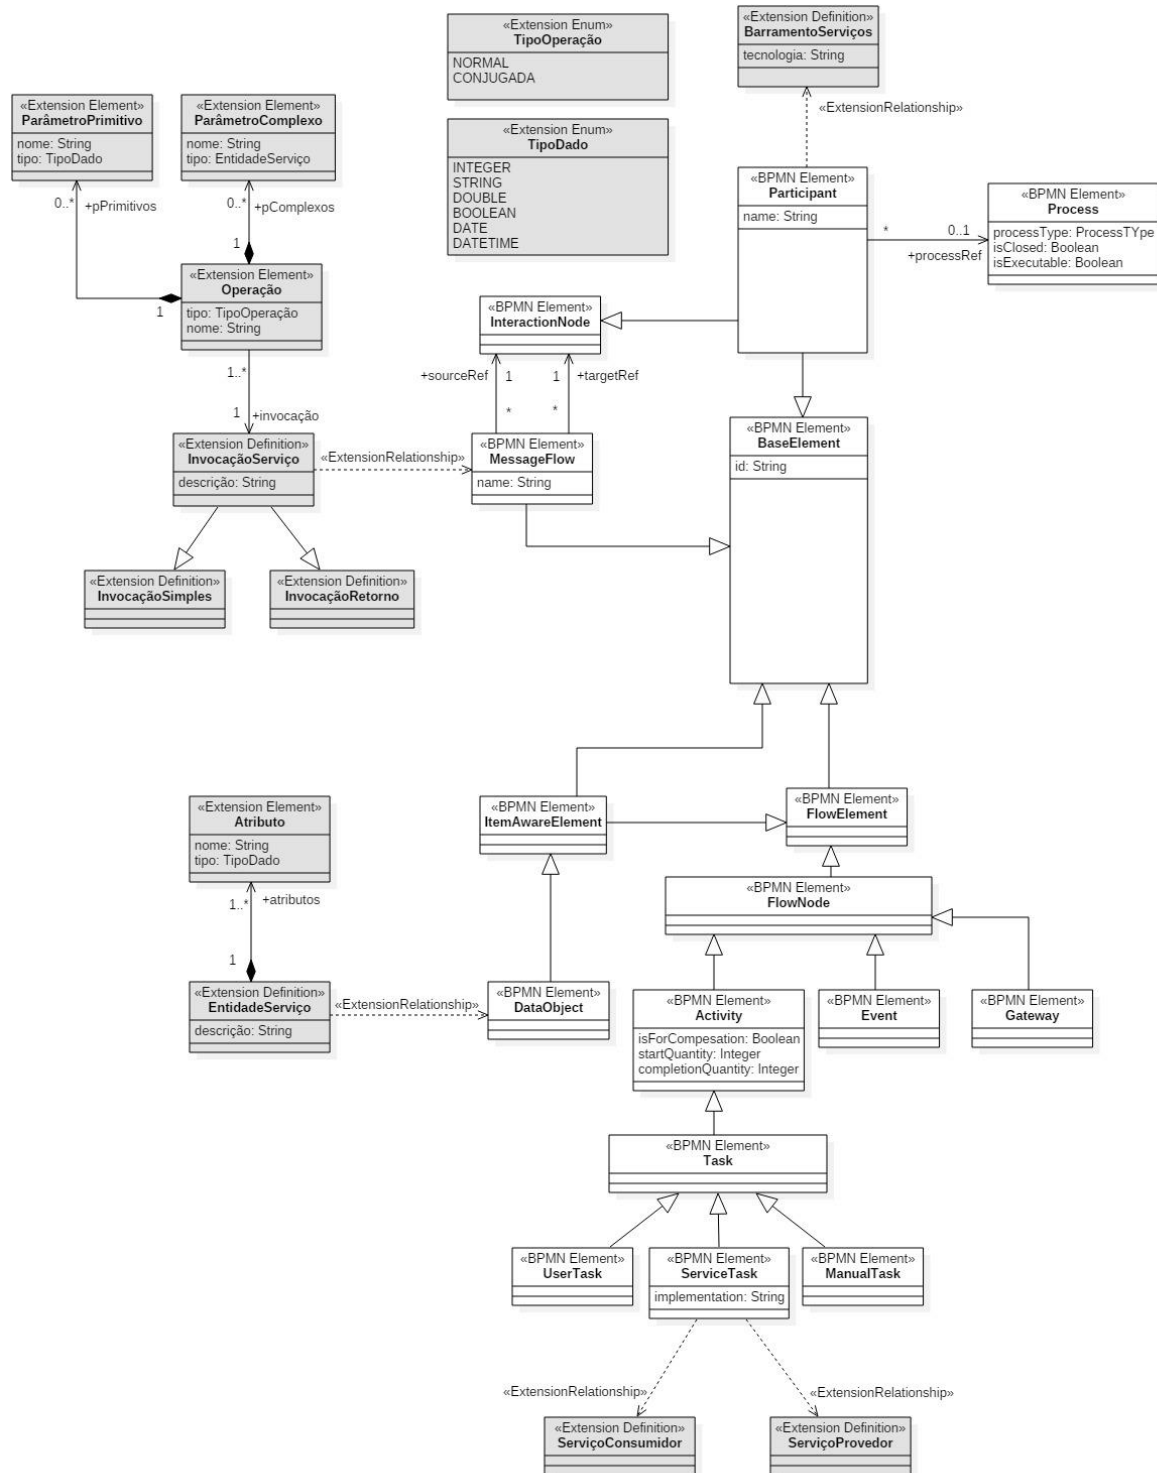 «Extension Enum»
TipoOperação
NORMAL
CONJUGADA
«Extension Definition»
BarramentoServiços
tecnologia: String
«ExtensionRelationship»
«Extension Element»
ParâmetroPrimitivo
nome: String
tipo: TipoDado
«Extension Element»
ParâmetroComplexo
nome: String
tipo: EntidadeServiço
«Extension Enum»
TipoDado
INTEGER
STRING
DOUBLE
BOOLEAN
DATE
DATETIME
«BPMN Element»
Participant
name: String
«BPMN Element»
Process
processType: ProcessTYpe
isClosed: Boolean
isExecutable: Boolean
*
0..1
+processRef
0..*
+pPrimitivos
0..*
+pComplexos
1
1
«Extension Element»
Operação
tipo: TipoOperação
nome: String
«BPMN Element»
InteractionNode
+sourceRef
1
1
+targetRef
*
*
1..*
1
+invocação
«Extension Definition»
InvocaçãoServiço
descrição: String
«ExtensionRelationship»
«BPMN Element»
MessageFlow
name: String
«BPMN Element»
BaseElement
id: String
«Extension Definition»
InvocaçãoSimples
«Extension Definition»
InvocaçãoRetorno
«Extension Element»
Atributo
nome: String
tipo: TipoDado
«BPMN Element»
ItemAwareElement
«BPMN Element»
FlowElement
1..*
+atributos
1
«BPMN Element»
FlowNode
«Extension Definition»
EntidadeServiço
descrição: String
«ExtensionRelationship»
«BPMN Element»
DataObject
«BPMN Element»
Activity
isForCompesation: Boolean
startQuantity: Integer
completionQuantity: Integer
«BPMN Element»
Event
«BPMN Element»
Gateway
«BPMN Element»
Task
«BPMN Element»
UserTask
«BPMN Element»
ServiceTask
implementation: String
«BPMN Element»
ManualTask
«ExtensionRelationship»
«ExtensionRelationship»
«Extension Definition»
ServiçoConsumidor
«Extension Definition»
ServiçoProvedor